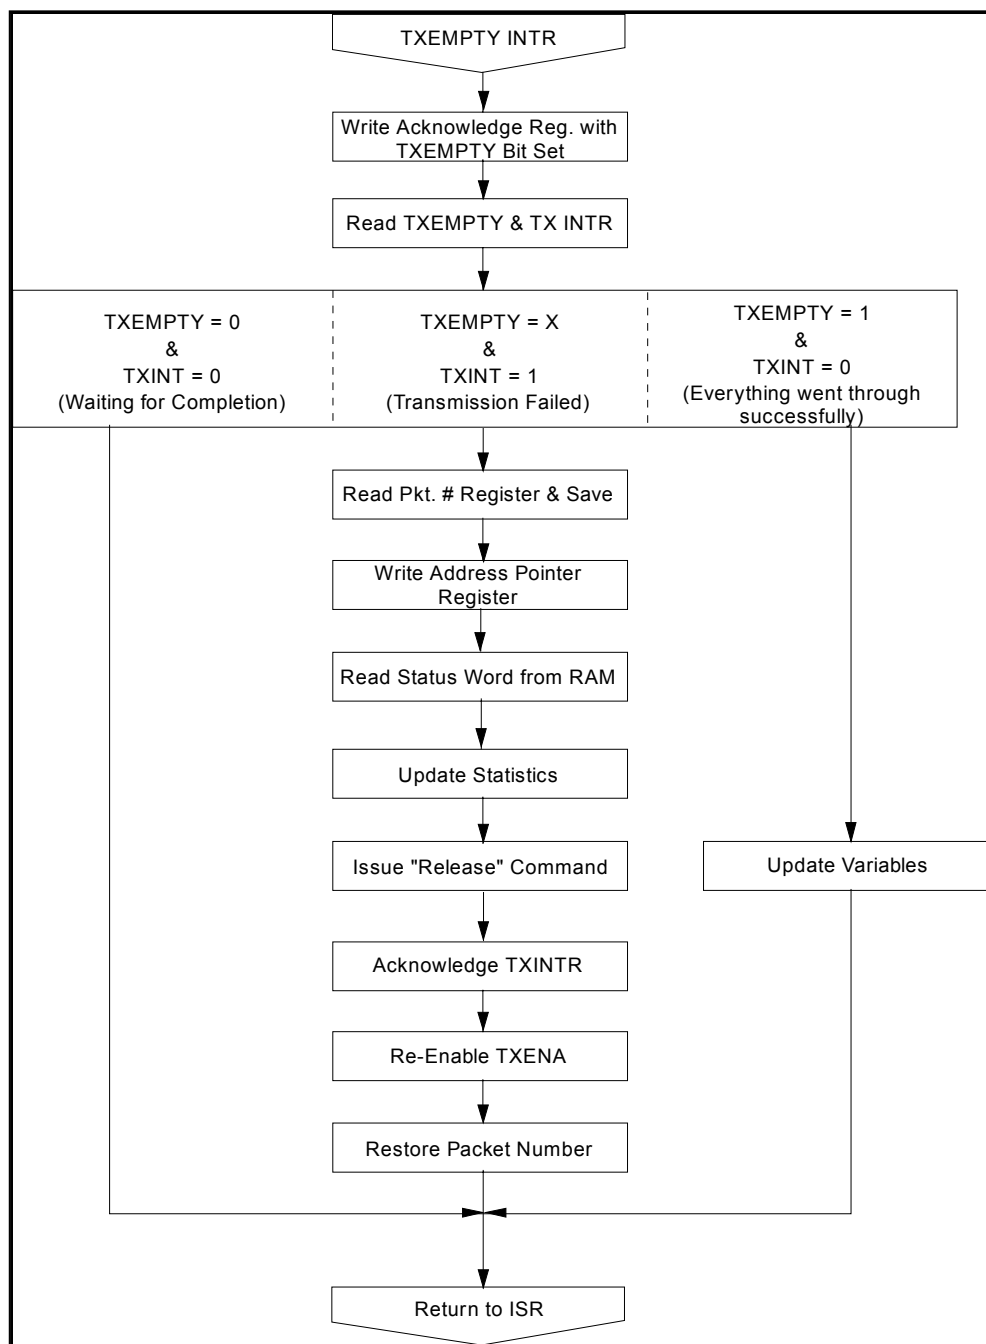 TXEMPTY INTR
Write Acknowledge Reg. with
TXEMPTY Bit Set
Read TXEMPTY & TX INTR
TXEMPTY = 0
&
TXINT = 0
(Waiting for Completion)
TXEMPTY = X
&
TXINT = 1
(Transmission Failed)
TXEMPTY = 1
&
TXINT = 0
(Everything went through
successfully)
Read Pkt. # Register & Save
Write Address Pointer
Register
Read Status Word from RAM
Update Statistics
Issue "Release" Command
Update Variables
Acknowledge TXINTR
Re-Enable TXENA
Restore Packet Number
Return to ISR